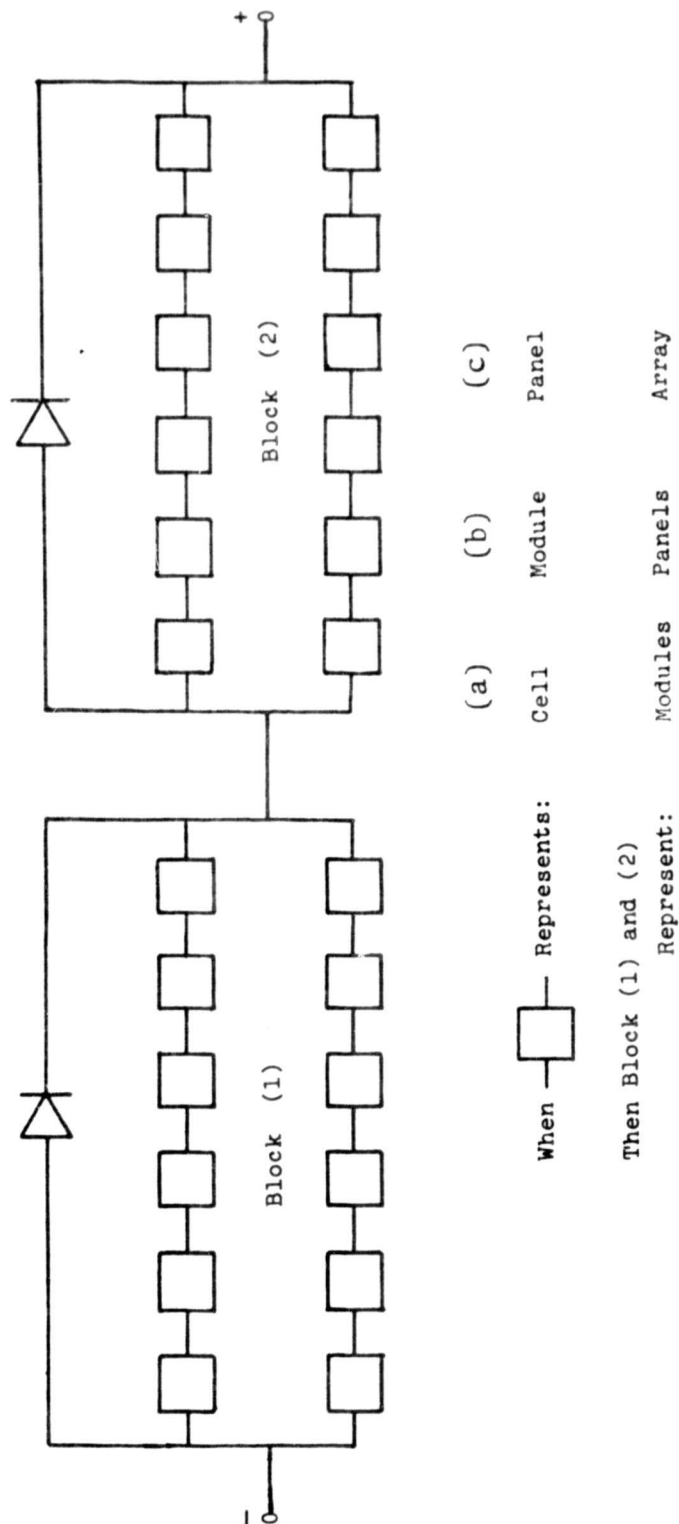 − +
Block (1) Block (2)
(a) (b) (c)
When Represents: Cell Module Panel
Then Block (1) and (2)
Represent: Modules Panels Array